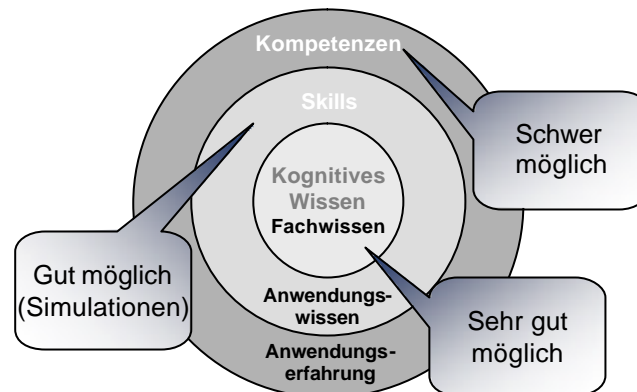 Kompetenzen
Skills
Schwer
möglich
Kognitives
Wissen
Fachwissen
Gut möglich
(Simulationen)
Anwendungs-
wissen
Sehr gut
möglich
Anwendungs-
erfahrung